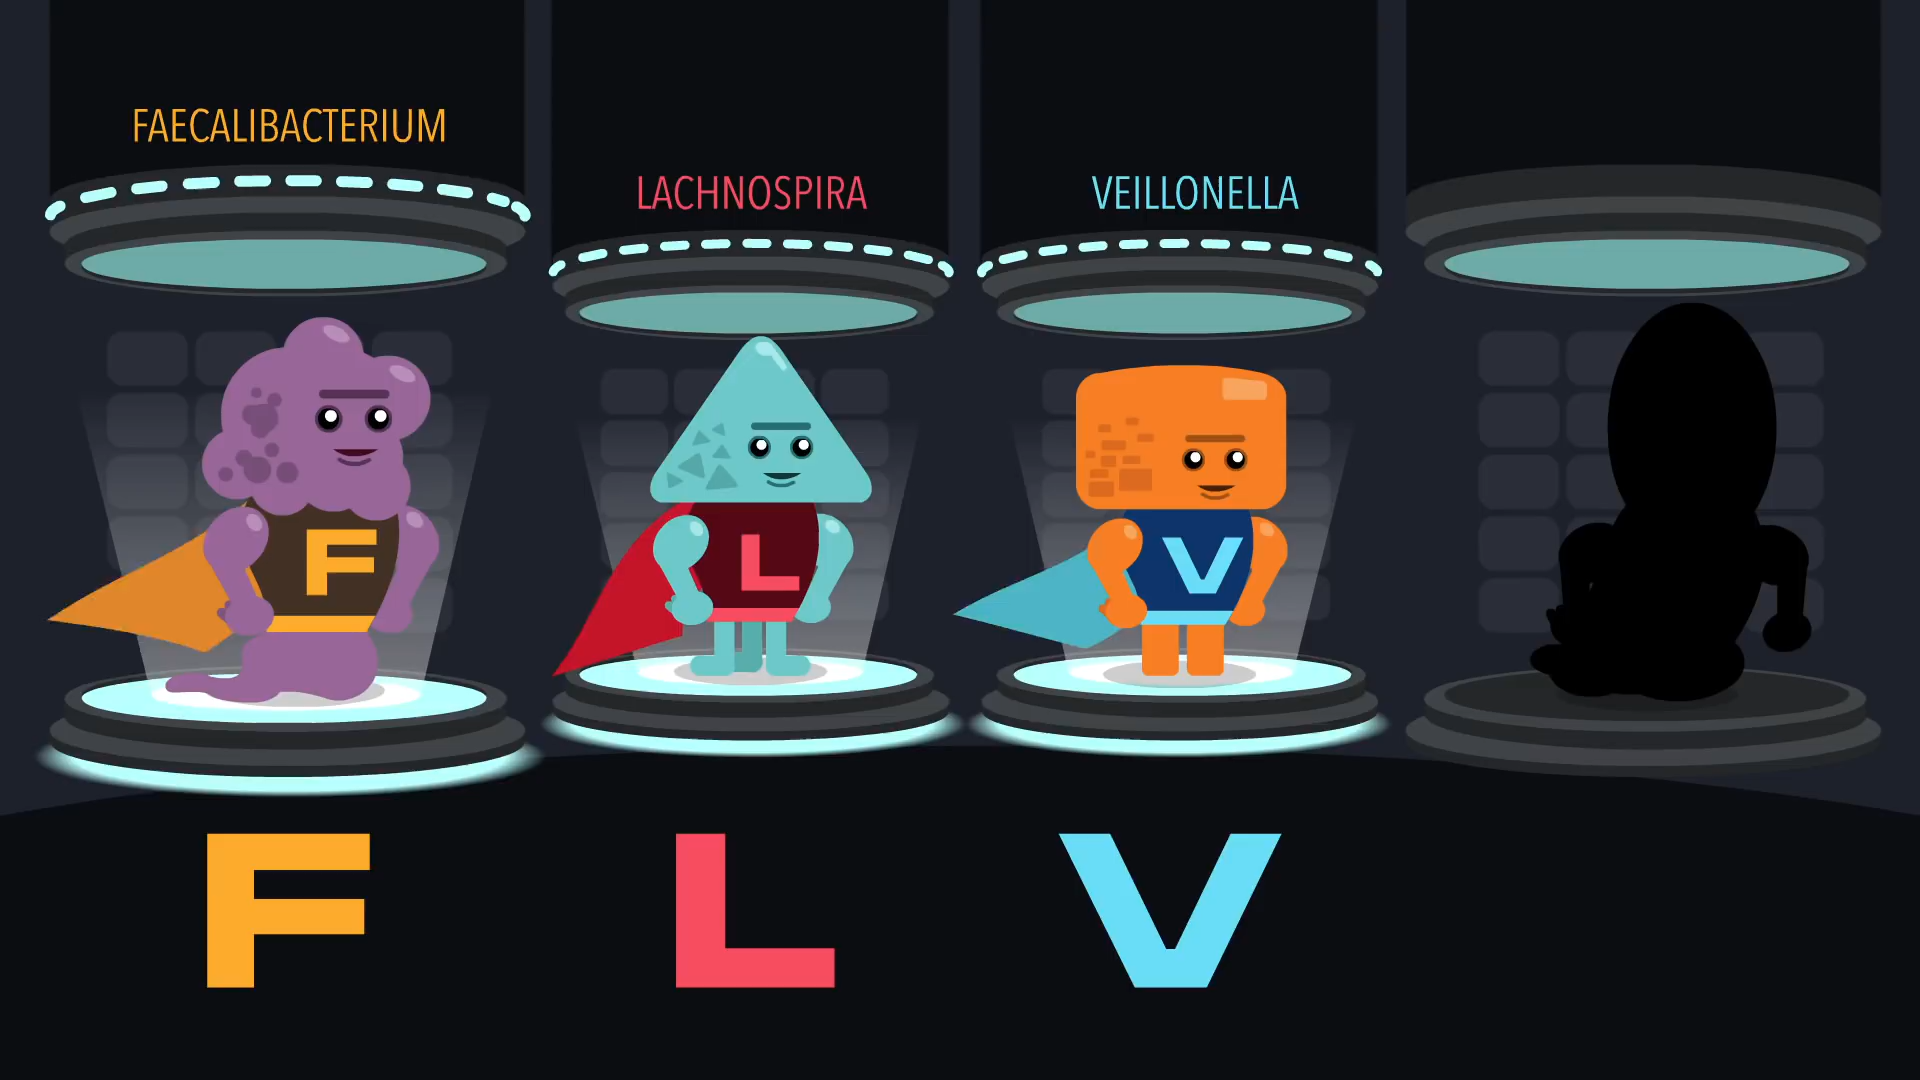 FAECALIBACTERIUM
LACHNOSPIRA
VEILLONELLA
F
L
V
F
L
V